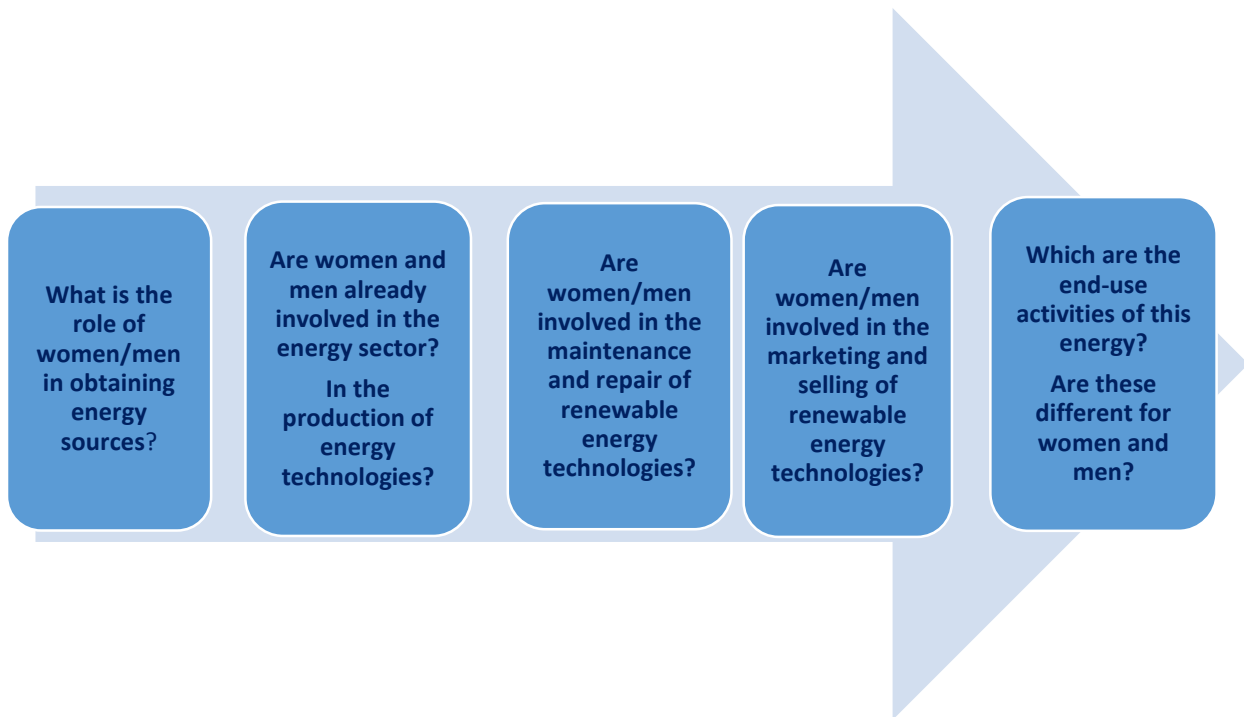 What is the
role of
women/men
in obtaining
energy
sources?
Are women and
men already
involved in the
energy sector?
In the
production of
energy
technologies?
Are
women/men
involved in the
maintenance
and repair of
renewable
energy
technologies?
Are
women/men
involved in the
marketing and
selling of
renewable
energy
technologies?
Which are the
end-use
activities of this
energy?
Are these
different for
women and
men?